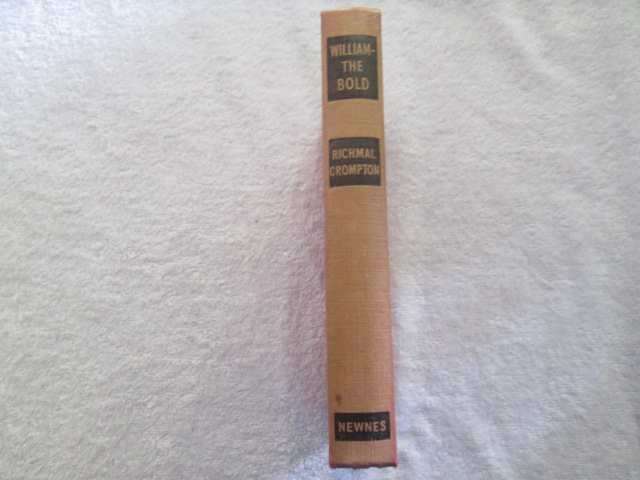 WILLIAM-
THE
BOLD
RICHMAL
CROMPTON
NEWNES